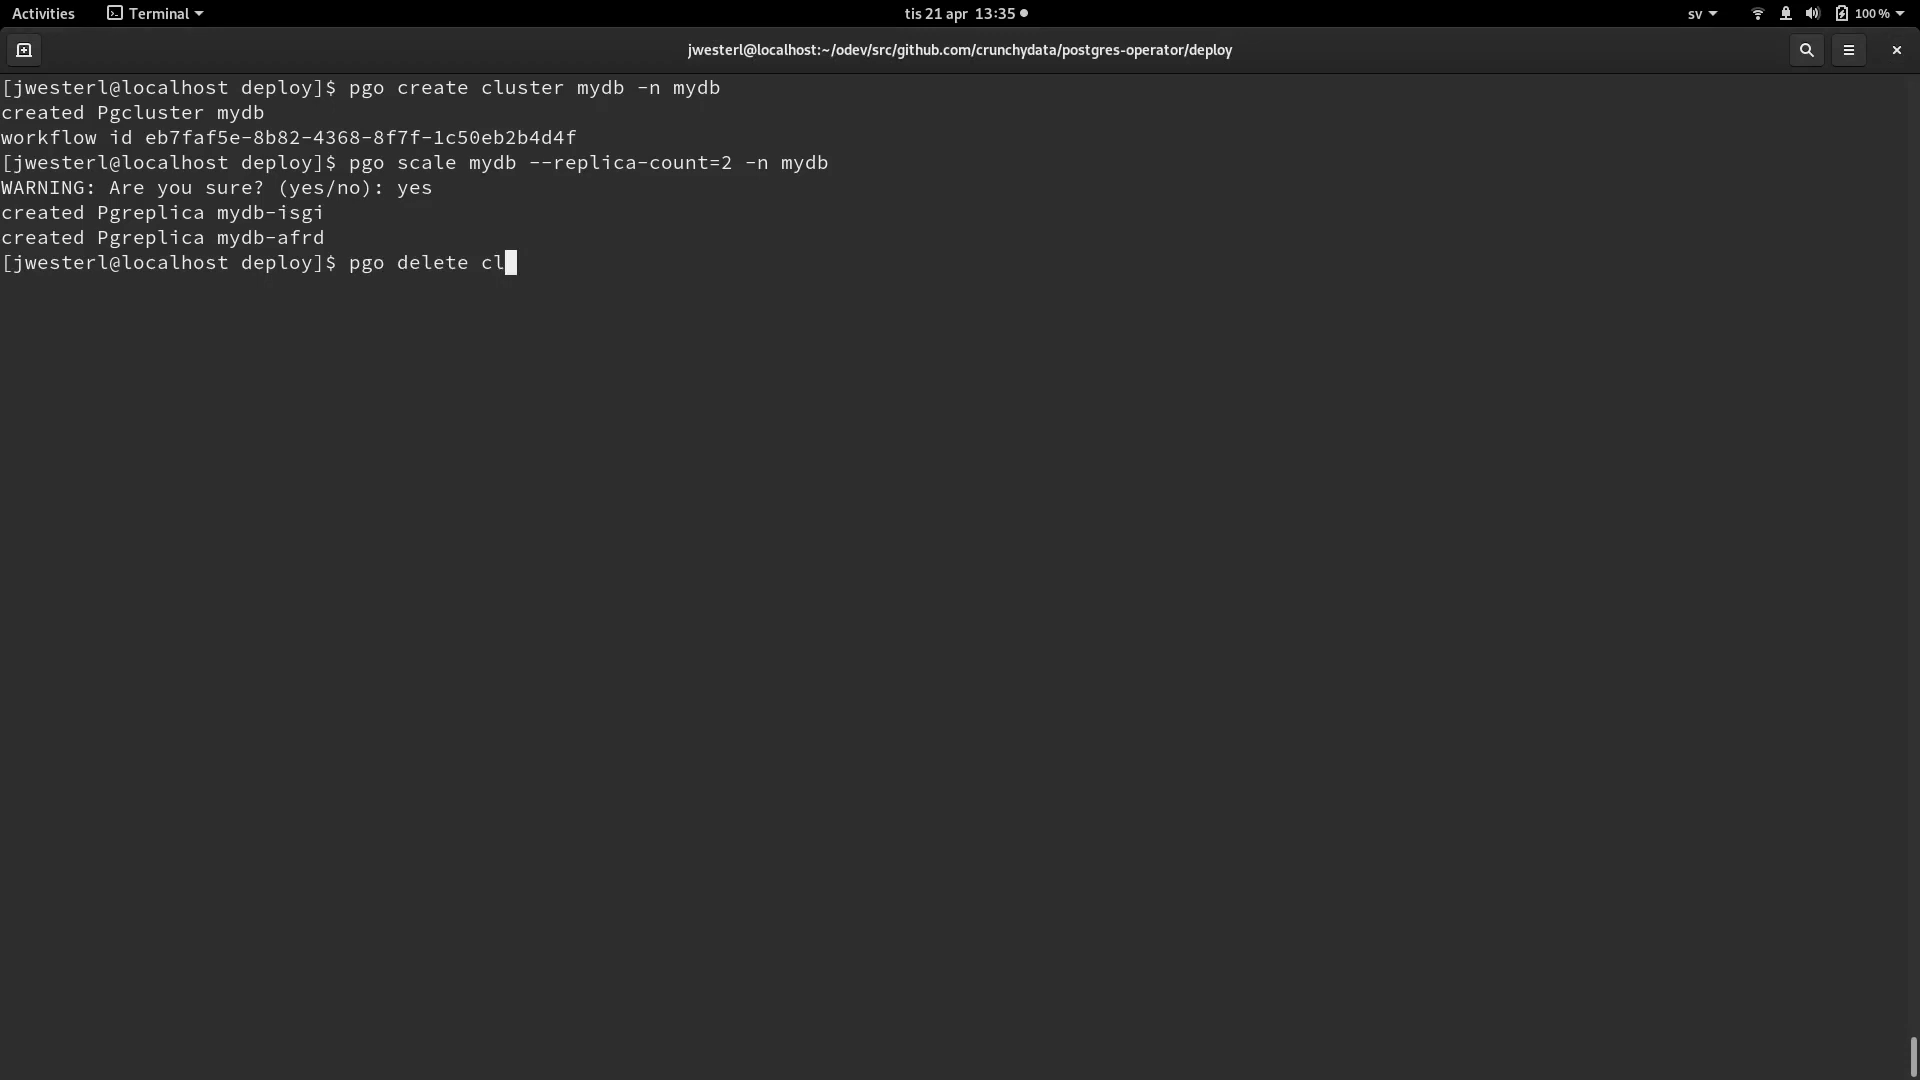 Activities Terminal tis 21 apr 13:35 sv 100 %
jwesterl@localhost:~/odev/src/github.com/crunchydata/postgres-operator/deploy
[jwesterl@localhost deploy]$ pgo create cluster mydb -n mydb
created Pgcluster mydb
workflow id eb7faf5e-8b82-4368-8f7f-1c50eb2b4d4f
[jwesterl@localhost deploy]$ pgo scale mydb --replica-count=2 -n mydb
WARNING: Are you sure? (yes/no): yes
created Pgreplica mydb-isgi
created Pgreplica mydb-afrd
[jwesterl@localhost deploy]$ pgo delete cl